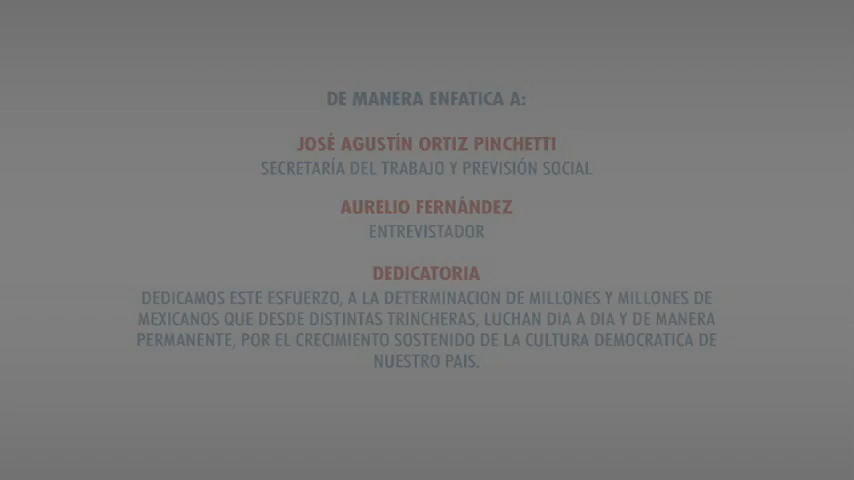 DE MANERA ENFATICA A:
JOSÉ AGUSTÍN ORTIZ PINCHETTI
SECRETARÍA DEL TRABAJO Y PREVISIÓN SOCIAL
AURELIO FERNÁNDEZ
ENTREVISTADOR
DEDICATORIA
DEDICAMOS ESTE ESFUERZO, A LA DETERMINACION DE MILLONES Y MILLONES DE
MEXICANOS QUE DESDE DISTINTAS TRINCHERAS, LUCHAN DIA A DIA Y DE MANERA
PERMANENTE, POR EL CRECIMIENTO SOSTENIDO DE LA CULTURA DEMOCRATICA DE
NUESTRO PAIS.